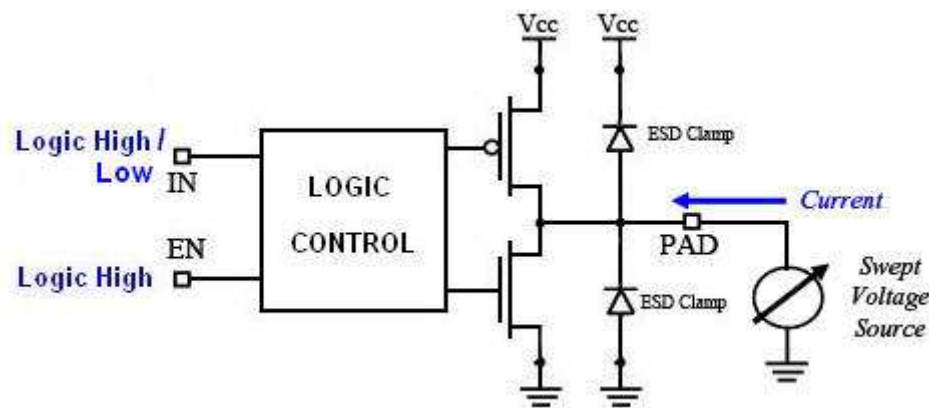 Vcc
Vcc
Logic High /
Low
IN
LOGIC
CONTROL
ESD Clamp
Current
EN
Logic High
PAD
ESD Clamp
Swept
Voltage
Source